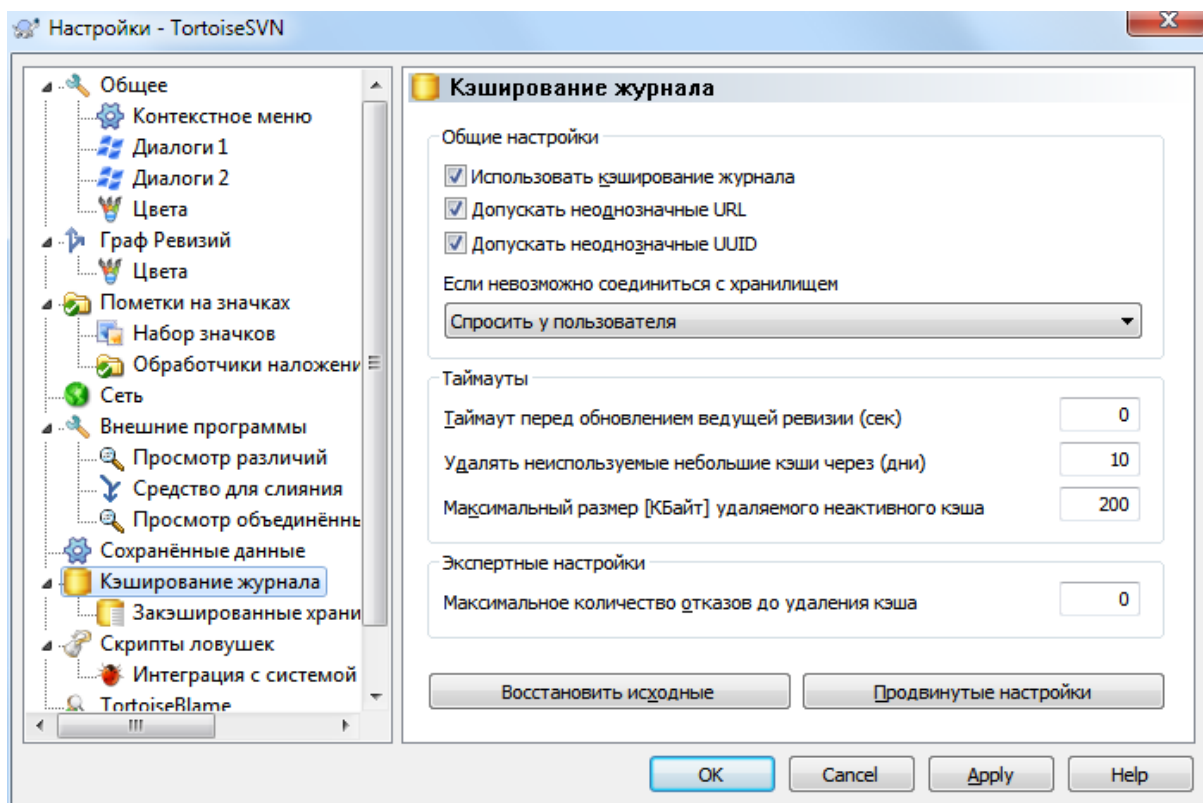 Настройки - TortoiseSVN
Общее
Контекстное меню
Диалоги 1
Диалоги 2
Цвета
Граф Ревизий
Цвета
Пометки на значках
Набор значков
Обработчики наложени
Сеть
Внешние программы
Просмотр различий
Средство для слияния
Просмотр объединённь
Сохранённые данные
Кэширование журнала
Закэшированные храни
Скрипты ловушек
Интеграция с системой
TortoiseBlame
Кэширование журнала
Общие настройки
Использовать кэширование журнала
Допускать неоднозначные URL
Допускать неоднозначные UUID
Если невозможно соединиться с хранилищем
Спросить у пользователя
Таймауты
Таймаут перед обновлением ведущей ревизии (сек) 0
Удалять неиспользуемые небольшие кэши через (дни) 10
Максимальный размер [КБайт] удаляемого неактивного кэша 200
Экспертные настройки
Максимальное количество отказов до удаления кэша 0
Восстановить исходные Продвинутые настройки
OK Cancel Apply Help